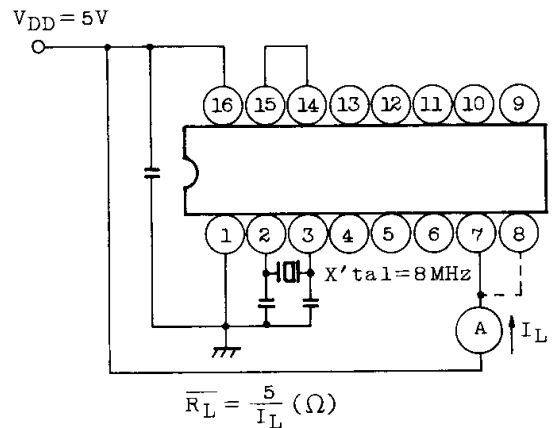 V_DD = 5V
16 15 14 13 12 11 10 9
1 2 3 4 5 6 7 8
X'tal = 8 MHz
A
I_L
R̅_L̅ = 5/I_L (Ω)